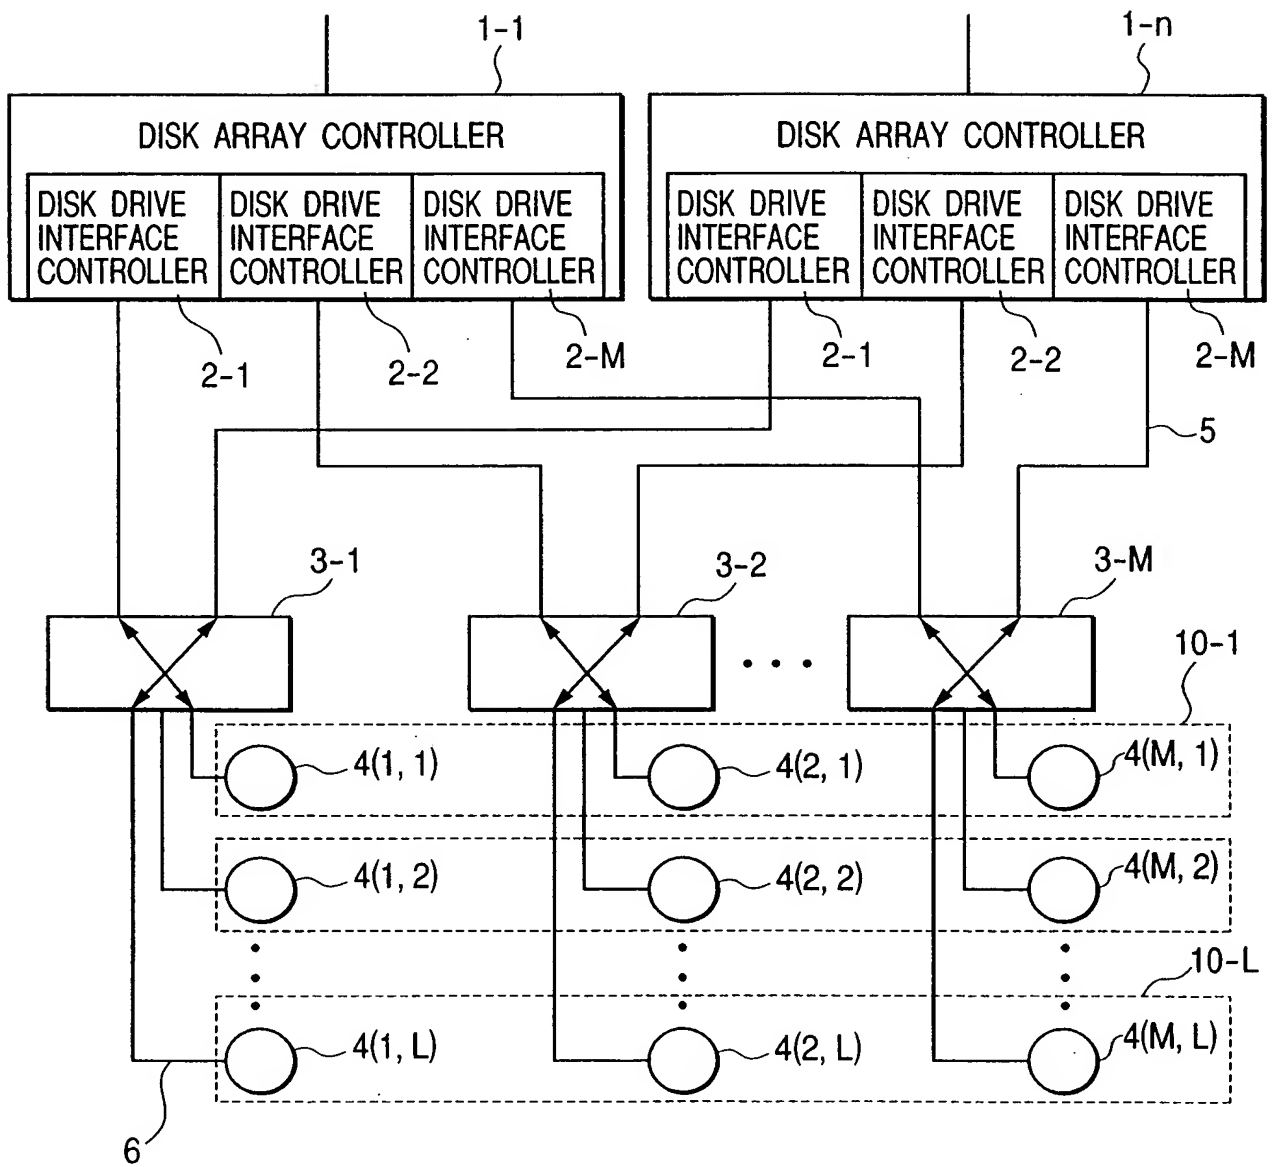 1-1
1-n
DISK ARRAY CONTROLLER
DISK ARRAY CONTROLLER
DISK DRIVE
INTERFACE
CONTROLLER
DISK DRIVE
INTERFACE
CONTROLLER
DISK DRIVE
INTERFACE
CONTROLLER
DISK DRIVE
INTERFACE
CONTROLLER
DISK DRIVE
INTERFACE
CONTROLLER
DISK DRIVE
INTERFACE
CONTROLLER
2-1
2-2
2-M
2-1
2-2
2-M
5
3-1
3-2
3-M
10-1
4(1, 1)
4(2, 1)
4(M, 1)
4(1, 2)
4(2, 2)
4(M, 2)
10-L
4(1, L)
4(2, L)
4(M, L)
6